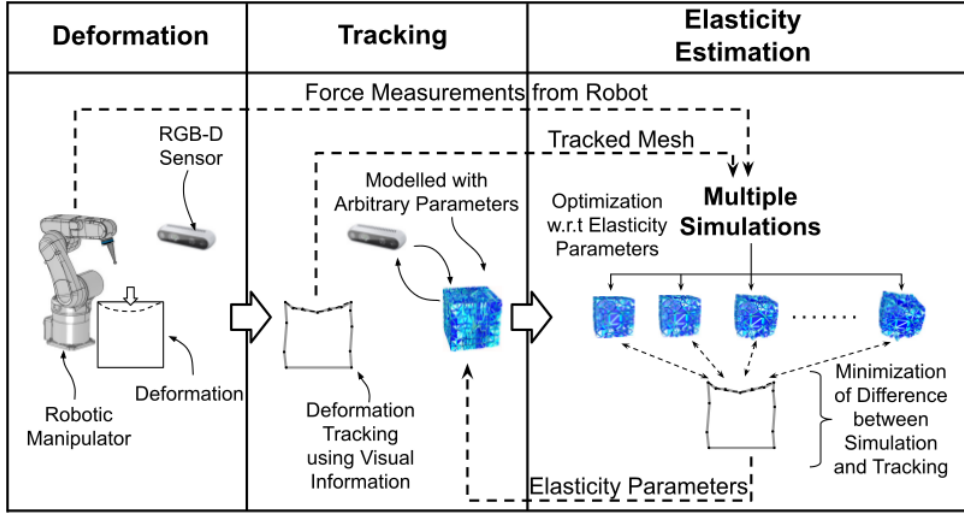 Deformation
Tracking
Elasticity
Estimation
Force Measurements from Robot
RGB-D
Sensor
Tracked Mesh
Modelled with
Arbitrary Parameters
Optimization
w.r.t Elasticity
Parameters
Multiple
Simulations
Deformation
Robotic
Manipulator
Deformation
Tracking
using Visual
Information
Minimization
of Difference
between
Simulation
and Tracking
Elasticity Parameters